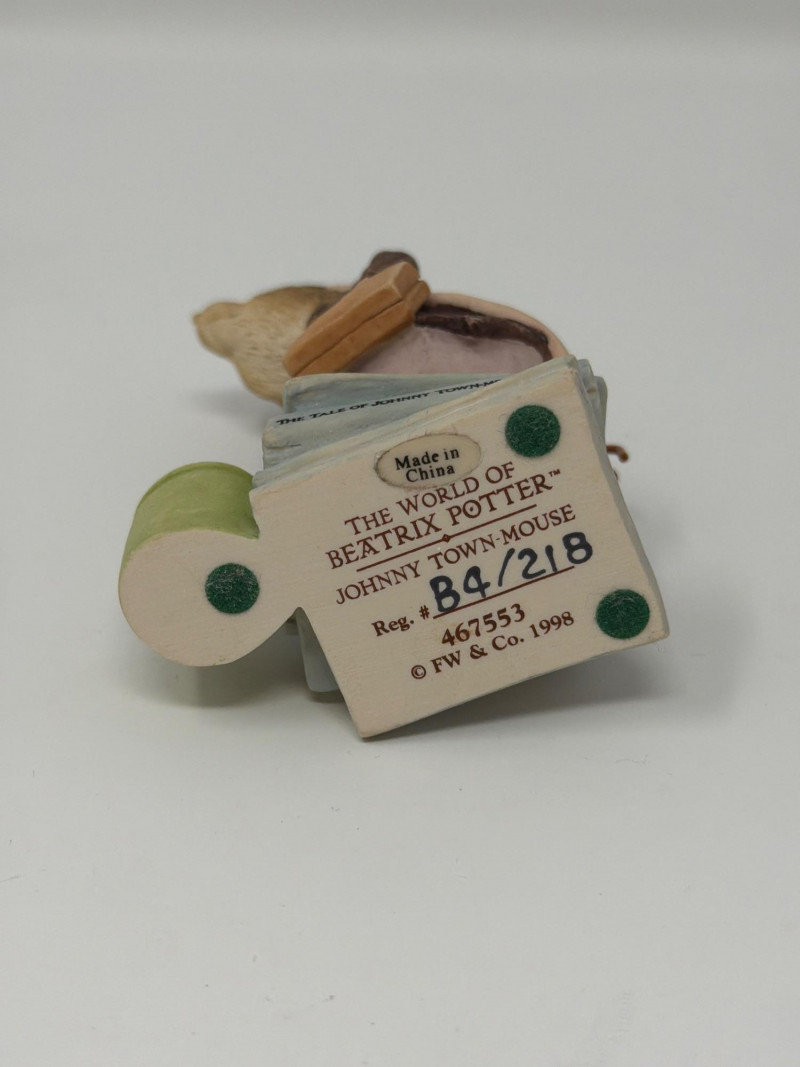 THE TALE OF JOHNNY TOWN-M
Made in
China
THE WORLD OF
BEATRIX POTTER™
JOHNNY TOWN-MOUSE
Reg. # B4/218
467553
© FW & Co. 1998